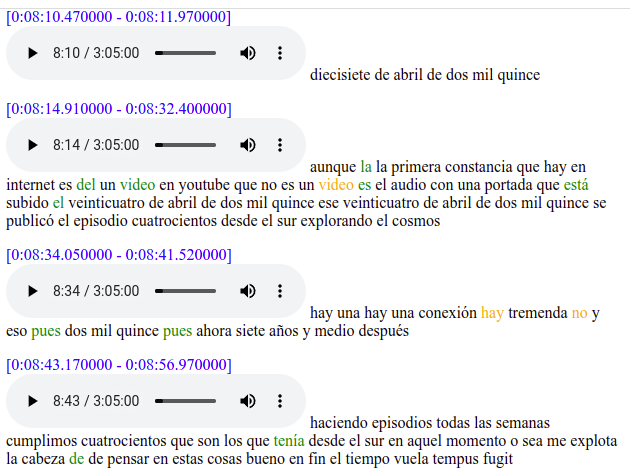 [0:08:10.470000 - 0:08:11.970000]
8:10 / 3:05:00
diecisiete de abril de dos mil quince
[0:08:14.910000 - 0:08:32.400000]
8:14 / 3:05:00
aunque la la primera constancia que hay en
internet es del un video en youtube que no es un video es el audio con una portada que está
subido el veinticuatro de abril de dos mil quince ese veinticuatro de abril de dos mil quince se
publicó el episodio cuatrocientos desde el sur explorando el cosmos
[0:08:34.050000 - 0:08:41.520000]
8:34 / 3:05:00
hay una hay una conexión hay tremenda no y
eso pues dos mil quince pues ahora siete años y medio después
[0:08:43.170000 - 0:08:56.970000]
8:43 / 3:05:00
haciendo episodios todas las semanas
cumplimos cuatrocientos que son los que tenía desde el sur en aquel momento o sea me explota
la cabeza de de pensar en estas cosas bueno en fin el tiempo vuela tempus fugit